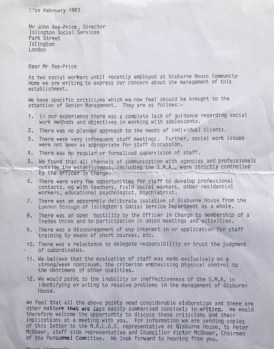 17th February 1983.
Mr John Rea-Price, Director
Islington Social Services
Park Street
Islington
London
Dear Mr Rea-Price
As two social workers until recently employed at Gisburne House Community
Home we are writing to express our concern about the management of this
establishment.
We have specific criticisms which we now feel should be brought to the
attention of Senior Management. They are as follows:-
1. In our experience there was a complete lack of guidance regarding social
work methods and objectives in working with adolescents.
2. There was no planned approach to the needs of individual clients.
3. There were very infrequent staff meetings. Further, social work issues
were not seen as appropriate for staff discussion.
4. There was no regular or formalised supervision of staff.
5. We found that all channels of communication with agencies and professionals
outside the establishment, including the S.M.A., were strictly controlled
by the Officer in Charge.
6. There were very few opportunities for staff to develop professional
contacts, eg with teachers, field social workers, other residential
workers, educational psychologist, psychiatrist.
7. There was an apparently deliberate isolation of Gisburne House from the
London Borough of Islington's Social Service Department as a whole.
8. There was an open hostility by the Officer in Charge to membership of a
Trades Union and to participation in Union meetings and activities.
9. There was a discouragement of any interest in or application for staff
training by means of short courses, etc.
10. There was a reluctance to delegate responsibility or trust the judgment
of subordinates.
11. We believe that the evaluation of staff was made exclusively on a
strong/weak continuum, the criterion emphasising physical control to
the detriment of other qualities.
12. We would point to the inability or ineffectiveness of the S.M.A. in
identifying or acting to resolve problems in the management of Gisburne
House.
We feel that all the above points need considerable elaboration and there are
other matters that are less easily summarised concisely in writing. We would
therefore welcome the opportunity to discuss these criticisms and their
implications at a meeting with you. For information we are sending copies
of this letter to the N.A.L.G.O. representative at Gisburne House, to Peter
McGhuer, staff side representative and Councillor Victor McGhuer, Chairman
of the Personnel Committee. We look forward to hearing from you.